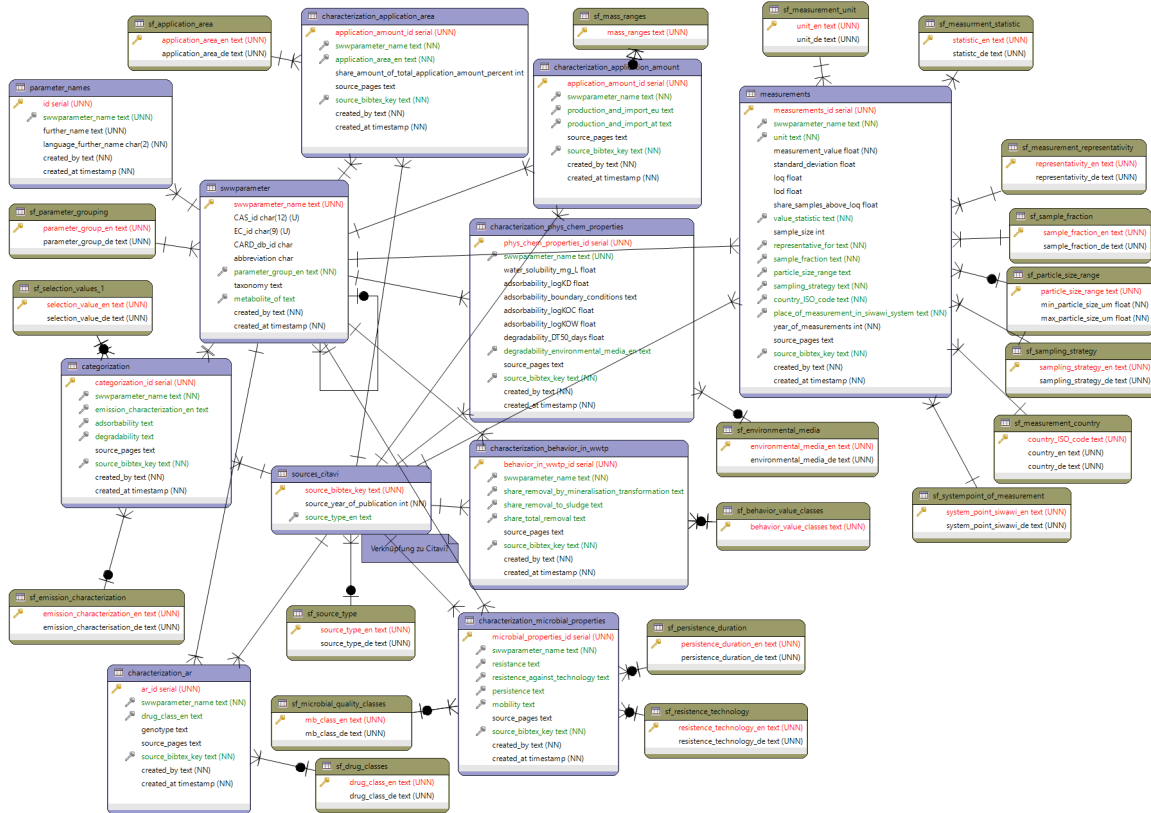 sf_application_area
application_area_en text (UNN)
application_area_de text (UNN)
characterization_application_area
application_amount_id serial (UNN)
swwparameter_name text (NN)
application_area_en text (NN)
share_amount_of_total_application_amount_percent int
source_pages text
source_bibtex_key text (NN)
created_by text (NN)
created_at timestamp (NN)
sf_mass_ranges
mass_ranges text (UNN)
characterization_application_amount
application_amount_id serial (UNN)
swwparameter_name text (NN)
production_and_import_eu text
production_and_import_at text
source_pages text
source_bibtex_key text (NN)
created_by text (NN)
created_at timestamp (NN)
sf_measurement_unit
unit_en text (UNN)
unit_de text (UNN)
sf_measurment_statistic
statistic_en text (UNN)
statistc_de text (UNN)
parameter_names
id serial (UNN)
swwparameter_name text (UNN)
further_name text (UNN)
language_further_name char(2) (NN)
created_by text (NN)
created_at timestamp (NN)
measurements
measurements_id serial (UNN)
swwparameter_name text (NN)
unit text (NN)
measurement_value float (NN)
standard_deviation float
loq float
lod float
share_samples_above_loq float
value_statistic text (NN)
sample_size int
representative_for text (NN)
sample_fraction text (NN)
particle_size_range text
sampling_strategy text (NN)
country_ISO_code text (NN)
place_of_measurement_in_siwawi_system text (NN)
year_of_measurements int (NN)
source_pages text
source_bibtex_key text (NN)
created_by text (NN)
created_at timestamp (NN)
sf_measurement_representativity
representativity_en text (UNN)
representativity_de text (UNN)
swwparameter
swwparameter_name text (UNN)
CAS_id char(12) (U)
EC_id char(9) (U)
CARD_db_id char
abbreviation char
parameter_group_en text (NN)
taxonomy text
metabolite_of text
created_by text (NN)
created_at timestamp (NN)
sf_parameter_grouping
parameter_group_en text (UNN)
parameter_group_de text (UNN)
sf_sample_fraction
sample_fraction_en text (UNN)
sample_fraction_de text (UNN)
characterization_phys_chem_properties
phys_chem_properties_id serial (UNN)
swwparameter_name text (UNN)
water_solubility_mg_L float
adsorbability_logKD float
adsorbability_boundary_conditions text
adsorbability_logKOC float
adsorbability_logKOW float
degradability_DT50_days float
degradability_environmental_media_en text
source_pages text
source_bibtex_key text (NN)
created_by text (NN)
created_at timestamp (NN)
sf_particle_size_range
particle_size_range text (UNN)
min_particle_size_um float (NN)
max_particle_size_um float (NN)
sf_selection_values_1
selection_value_en text (UNN)
selection_value_de text (UNN)
sf_sampling_strategy
sampling_strategy_en text (UNN)
sampling_strategy_de text (UNN)
categorization
categorization_id serial (UNN)
swwparameter_name text (NN)
emission_characterization_en text
adsorbability text
degradability text
source_pages text
source_bibtex_key text (NN)
created_by text (NN)
created_at timestamp (NN)
sf_measurement_country
country_ISO_code text (UNN)
country_en text (UNN)
country_de text (UNN)
sf_environmental_media
environmental_media_en text (UNN)
environmental_media_de text (UNN)
characterization_behavior_in_wwtp
behavior_in_wwtp_id serial (UNN)
swwparameter_name text (NN)
share_removal_by_mineralisation_transformation text
share_removal_to_sludge text
share_total_removal text
source_pages text
source_bibtex_key text (NN)
created_by text (NN)
created_at timestamp (NN)
sources_citavi
source_bibtex_key text (UNN)
source_year_of_publication int (NN)
source_type_en text
sf_systempoint_of_measurement
system_point_siwawi_en text (UNN)
system_point_siwawi_de text (UNN)
sf_behavior_value_classes
behavior_value_classes text (UNN)
Verknüpfung zu Citavi?
sf_emission_characterization
emission_characterization_en text (UNN)
emission_characterisation_de text (UNN)
sf_source_type
source_type_en text (UNN)
source_type_de text (UNN)
characterization_microbial_properties
microbial_properties_id serial (UNN)
swwparameter_name text (NN)
resistance text
resistence_against_technology text
persistence text
mobility text
source_pages text
source_bibtex_key text (NN)
created_by text (NN)
created_at timestamp (NN)
sf_persistence_duration
persistence_duration_en text (UNN)
persistence_duration_de text (UNN)
characterization_ar
ar_id serial (UNN)
swwparameter_name text (NN)
drug_class_en text
genotype text
source_pages text
source_bibtex_key text (NN)
created_by text (NN)
created_at timestamp (NN)
sf_microbial_quality_classes
mb_class_en text (UNN)
mb_class_de text (UNN)
sf_resistence_technology
resistence_technology_en text (UNN)
resistence_technology_de text (UNN)
sf_drug_classes
drug_class_en text (UNN)
drug_class_de text (UNN)